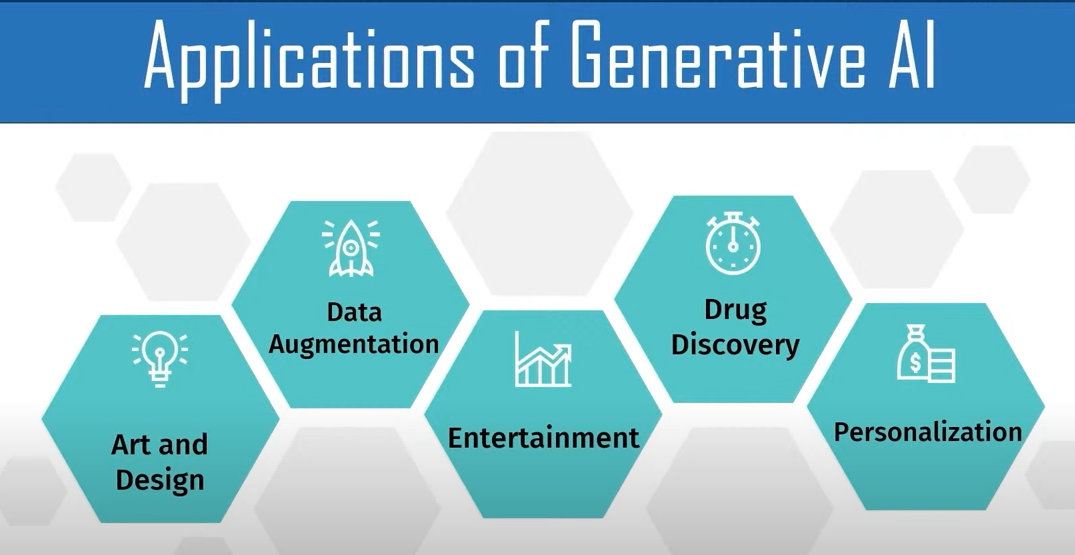 Applications of Generative AI
Art and
Design
Data
Augmentation
Entertainment
Drug
Discovery
$
Personalization